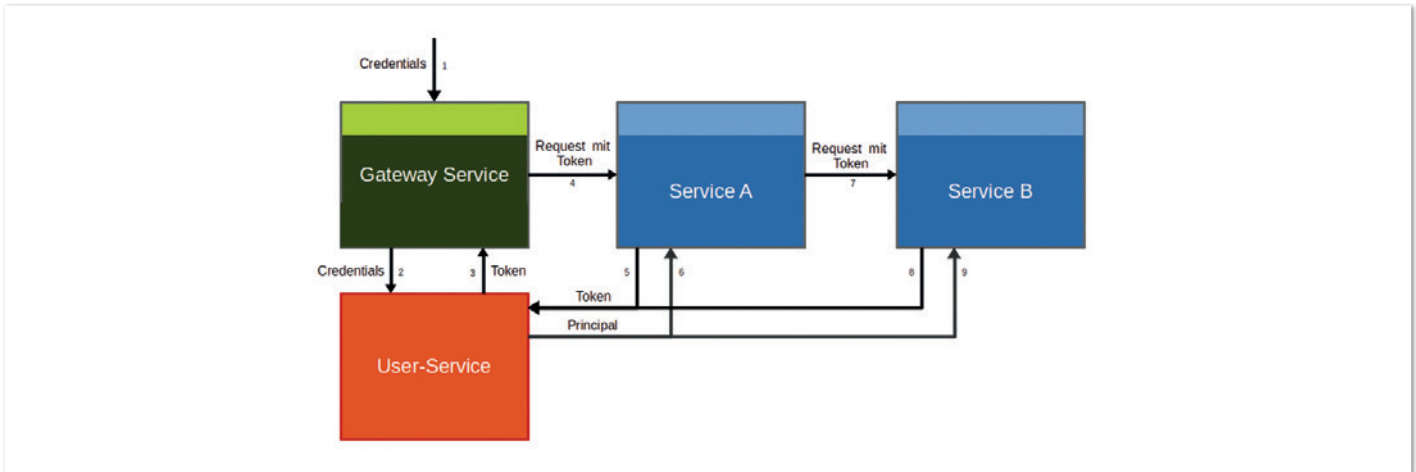 Credentials 1
Request mit
Token
4
Request mit
Token
7
Gateway Service
Service A
Service B
Credentials 2
3 Token
5
6
8
9
Token
Principal
User-Service